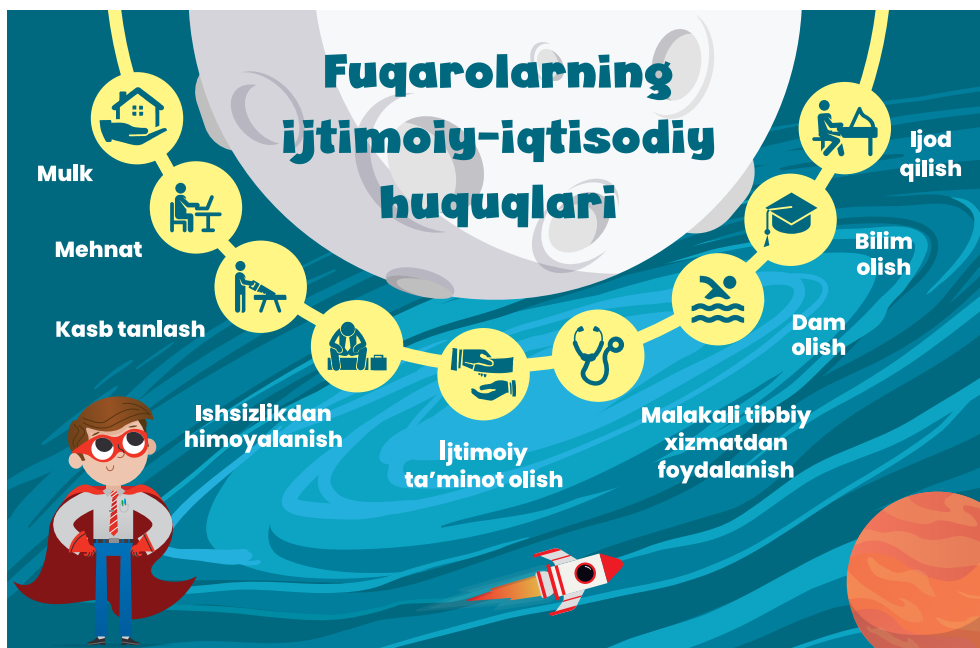 Fuqarolarning
ijtimoiy-iqtisodiy
huquqlari
Mulk
Mehnat
Kasb tanlash
Ishsizlikdan
himoyalanish
Ijtimoiy
ta’minot olish
Malakali tibbiy
xizmatdan
foydalanish
Dam
olish
Bilim
olish
Ijod
qilish